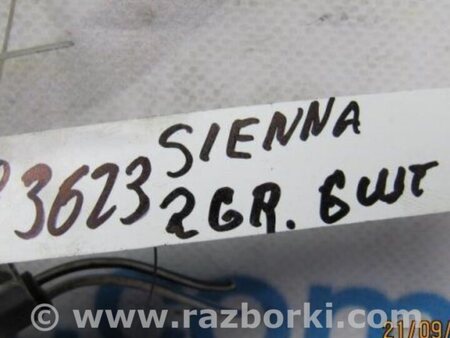 3623 SIENNA
2GR. 6шт
www.razborki.com
21/09/